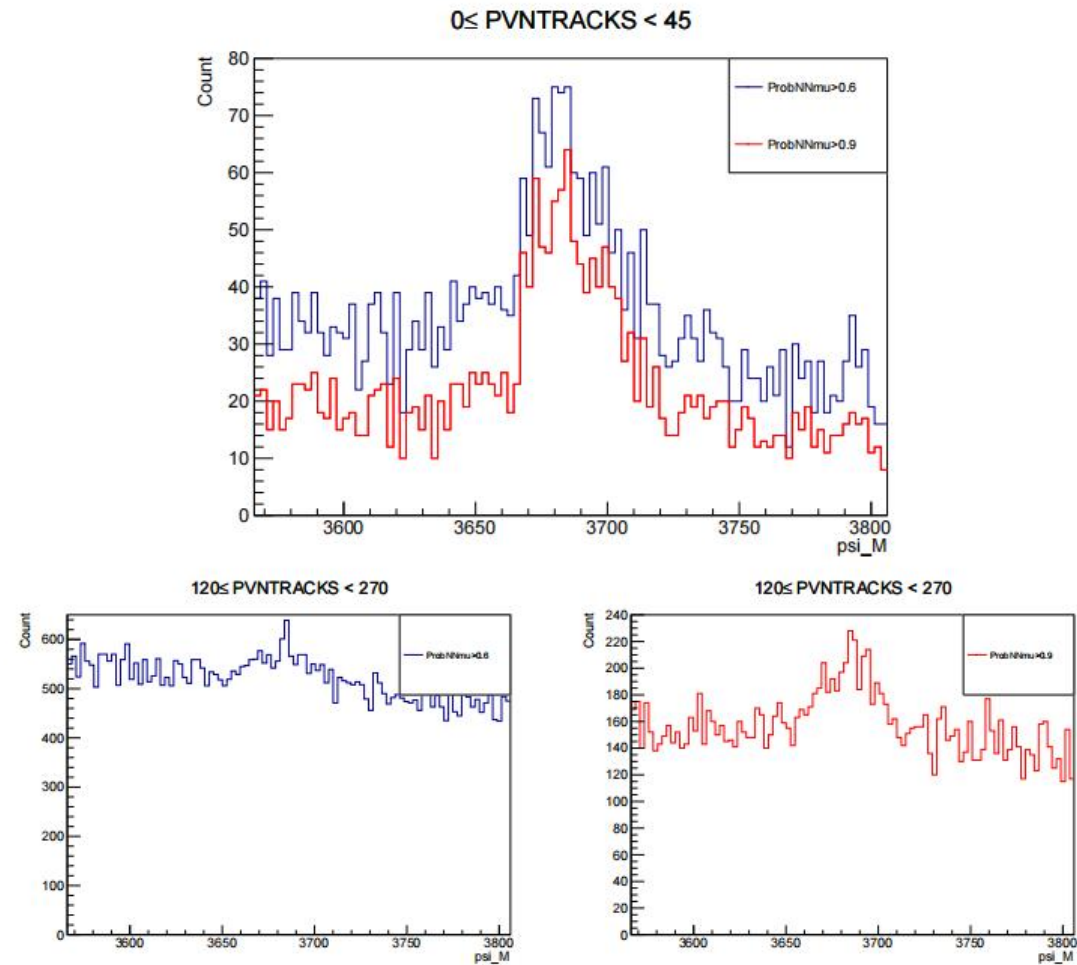 0≤ PVNTRACKS < 45
Count
80
70
60
50
40
30
20
10
0
ProbNNmu>0.6
ProbNNmu>0.9
3600 3650 3700 3750 3800
psi_M
120≤ PVNTRACKS < 270
Count
600
500
400
300
200
100
0
ProbNNmu>0.6
3600 3650 3700 3750 3800
psi_M
120≤ PVNTRACKS < 270
Count
240
220
200
180
160
140
120
100
80
60
40
20
0
ProbNNmu>0.9
3600 3650 3700 3750 3800
psi_M